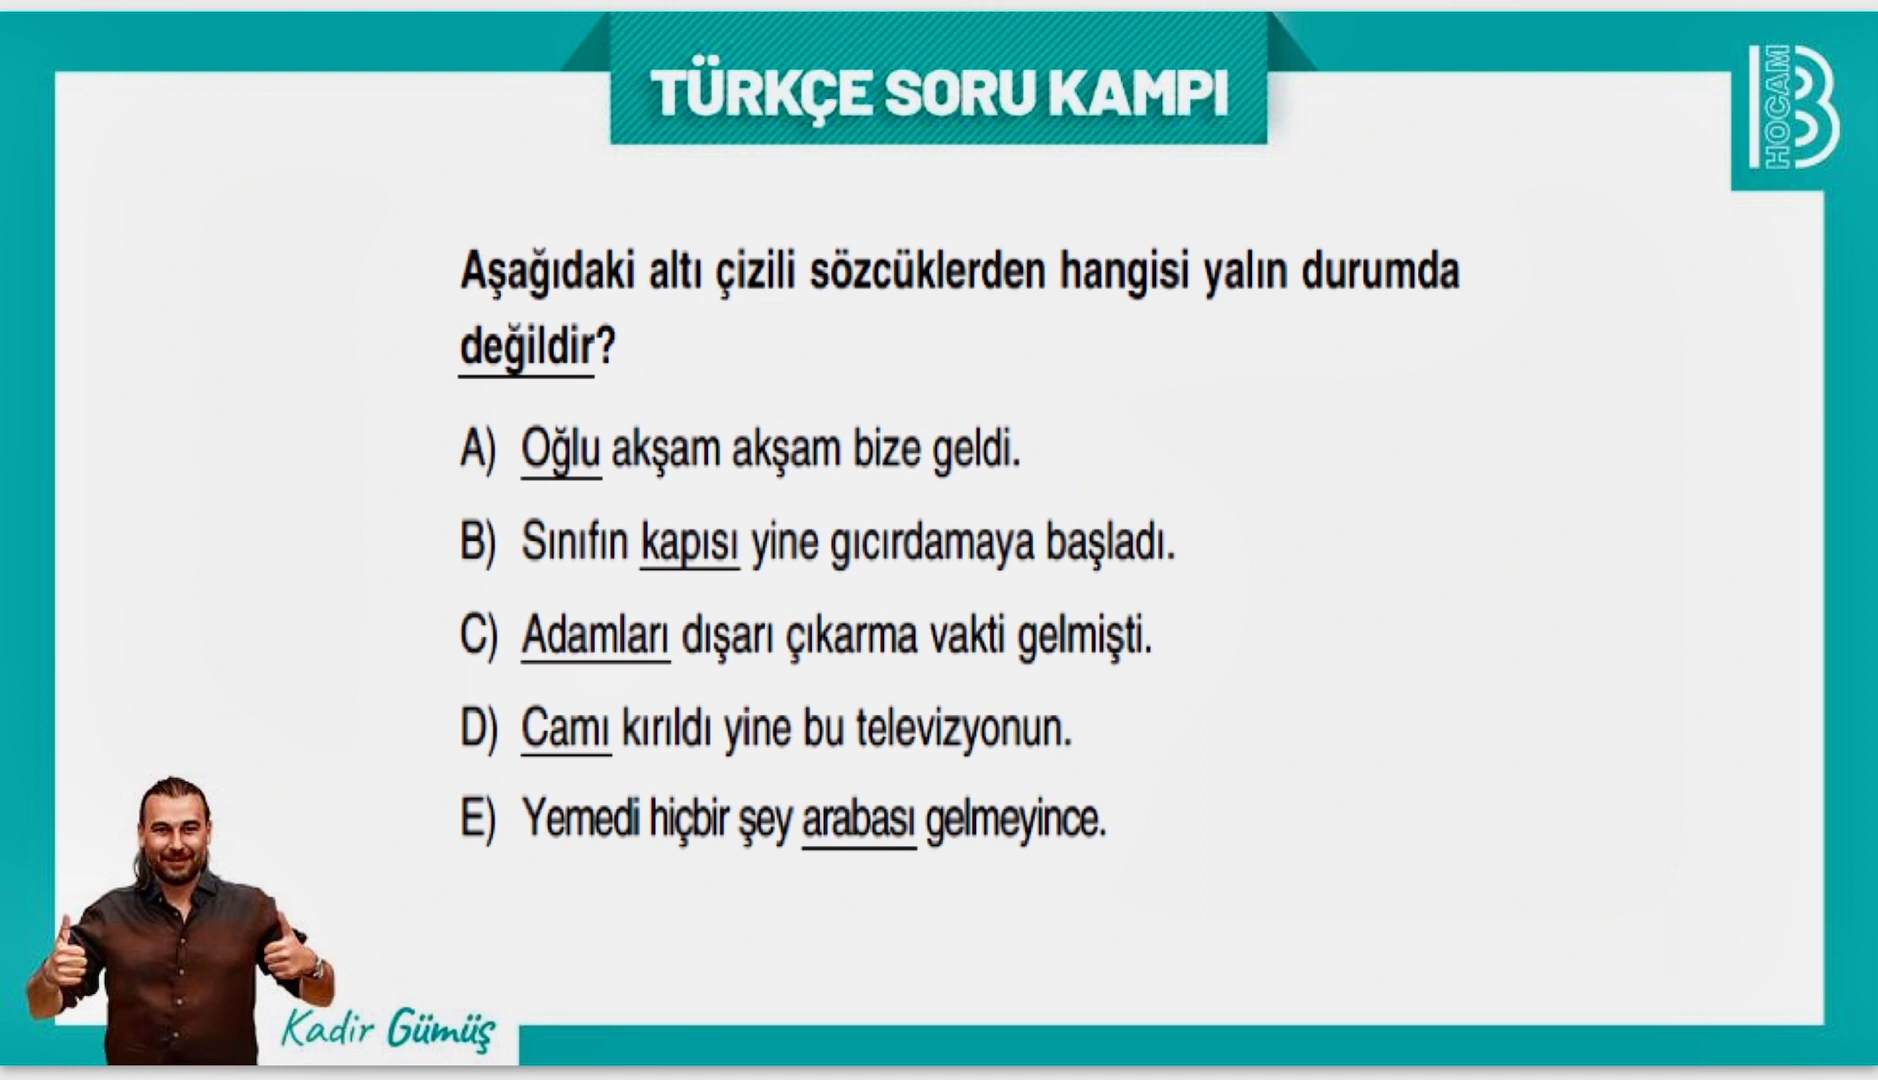 TÜRKÇE SORU KAMPI
HOCAM
B
Aşağıdaki altı çizili sözcüklerden hangisi yalın durumda
değildir?
A) Oğlu akşam akşam bize geldi.
B) Sınıfın kapısı yine gıcırdamaya başladı.
C) Adamları dışarı çıkarma vakti gelmişti.
D) Camı kırıldı yine bu televizyonun.
E) Yemedi hiçbir şey arabası gelmeyince.
Kadir Gümüş